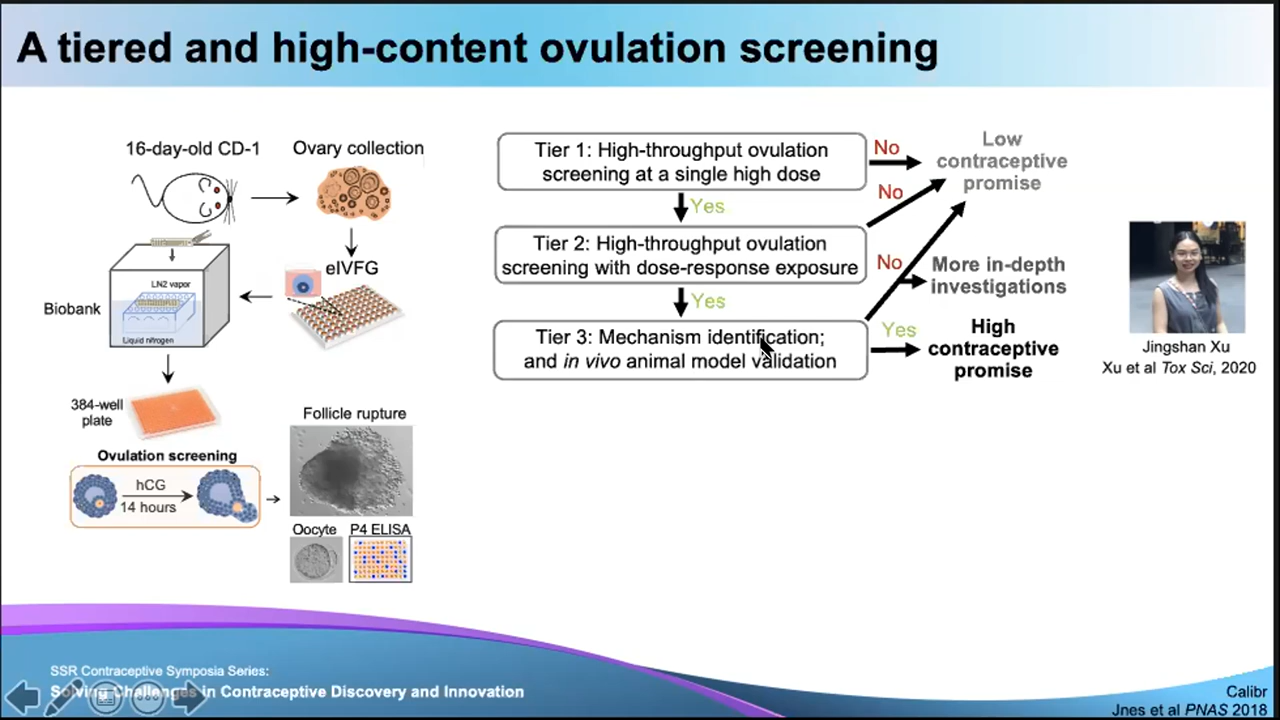 A tiered and high-content ovulation screening
16-day-old CD-1
Ovary collection
eIVFG
Biobank
LN2 vapor
Liquid nitrogen
384-well
plate
Ovulation screening
hCG
14 hours
Follicle rupture
Oocyte
P4 ELISA
Tier 1: High-throughput ovulation
screening at a single high dose
No
Yes
Tier 2: High-throughput ovulation
screening with dose-response exposure
No
Yes
Tier 3: Mechanism identification;
and in vivo animal model validation
No
Yes
Low
contraceptive
promise
More in-depth
investigations
High
contraceptive
promise
Jingshan Xu
Xu et al Tox Sci, 2020
SSR Contraceptive Symposia Series:
Solving Challenges in Contraceptive Discovery and Innovation
Calibr
Jnes et al PNAS 2018